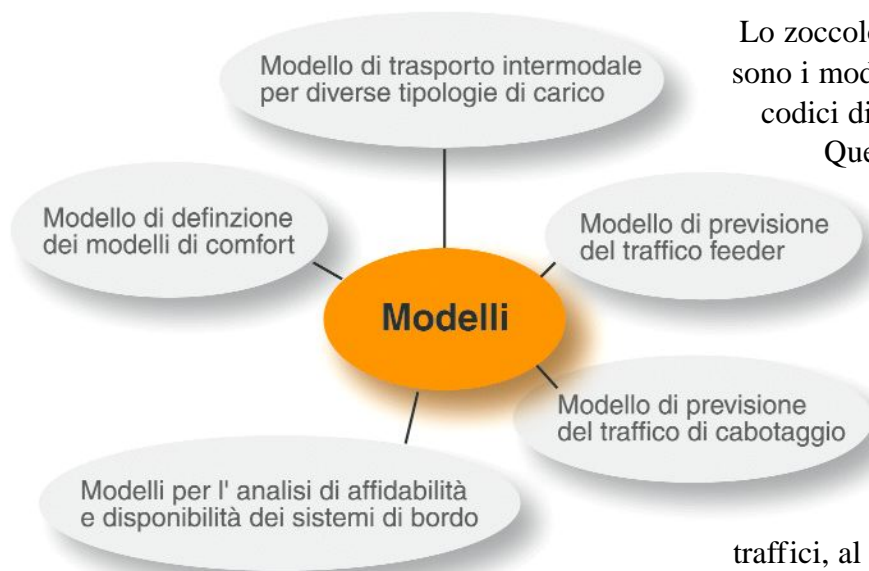 Lo zoccolo
sono i mod
codici di
Que
Modello di trasporto intermodale
per diverse tipologie di carico
Modello di definzione
dei modelli di comfort
Modello di previsione
del traffico feeder
Modelli
Modello di previsione
del traffico di cabotaggio
Modelli per l' analisi di affidabilità
e disponibilità dei sistemi di bordo
traffici, al